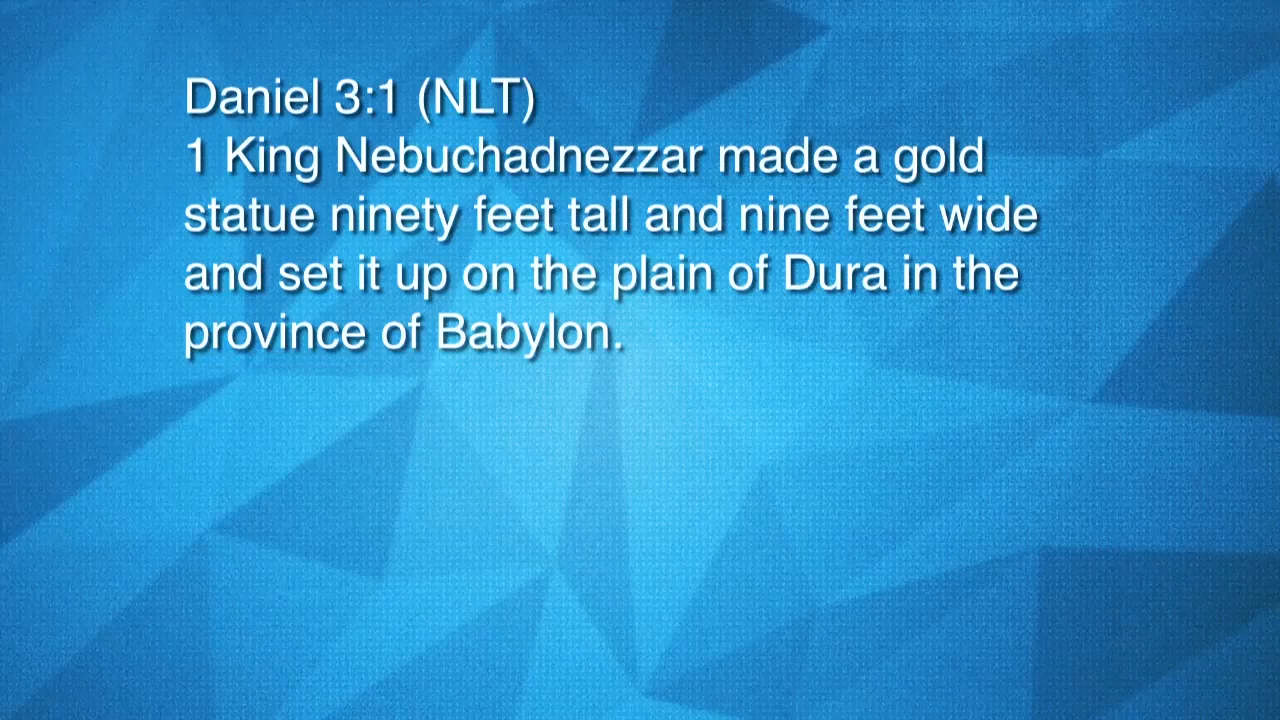 Daniel 3:1 (NLT)
1 King Nebuchadnezzar made a gold
statue ninety feet tall and nine feet wide
and set it up on the plain of Dura in the
province of Babylon.